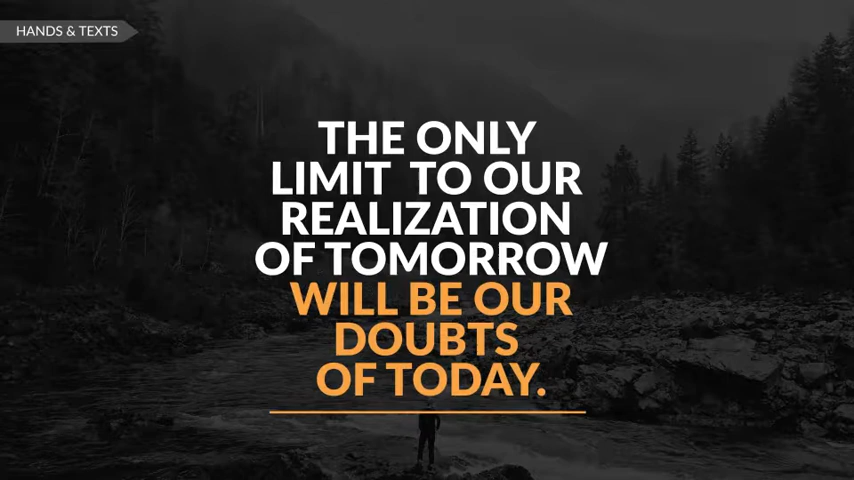 HANDS & TEXTS
THE ONLY
LIMIT TO OUR
REALIZATION
OF TOMORROW
WILL BE OUR
DOUBTS
OF TODAY.